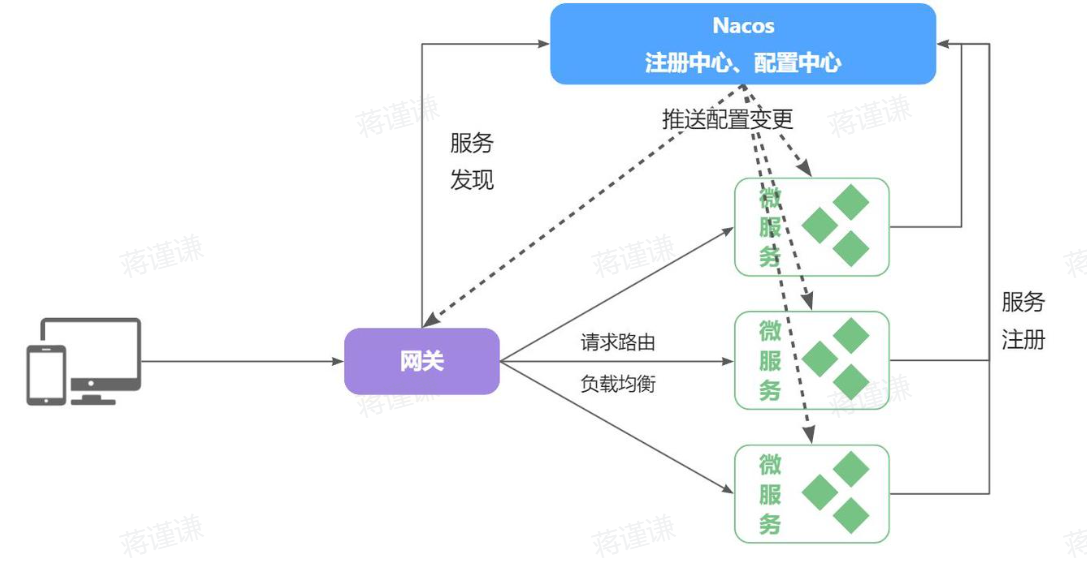 Nacos
注册中心、配置中心
推送配置变更
服务
发现
微
服
务
服务
注册
请求路由
负载均衡
网关
微
服
务
微
服
务
蒋谨谦
蒋谨谦
蒋谨谦
蒋谨谦
蒋
蒋谨谦
蒋谨谦
蒋谨谦
蒋谨谦
蒋